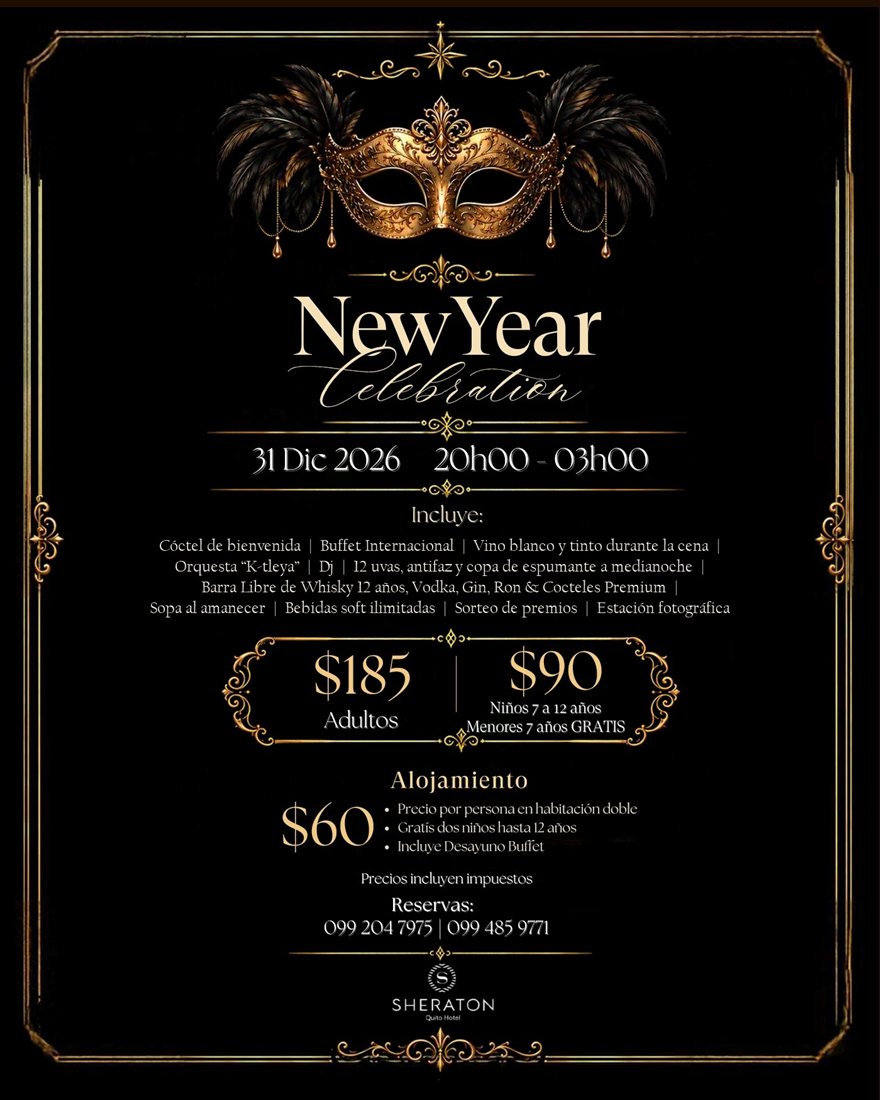 New Year
Celebration
31 Dic 2026 20h00 - 03h00
Incluye:
Cóctel de bienvenida | Buffet Internacional | Vino blanco y tinto durante la cena |
Orquesta “K-tleya” | Dj | 12 uvas, antifaz y copa de espumante a medianoche |
Barra Libre de Whisky 12 años, Vodka, Gin, Ron & Cocteles Premium |
Sopa al amanecer | Bebidas soft ilimitadas | Sorteo de premios | Estación fotográfica
$185
Adultos
$90
Niños 7 a 12 años
Menores 7 años GRATIS
Alojamiento
$60
• Precio por persona en habitación doble
• Gratís dos niños hasta 12 años
• Incluye Desayuno Buffet
Precios incluyen impuestos
Reservas:
099 204 7975 | 099 485 9771
S
SHERATON
Quito Hotel